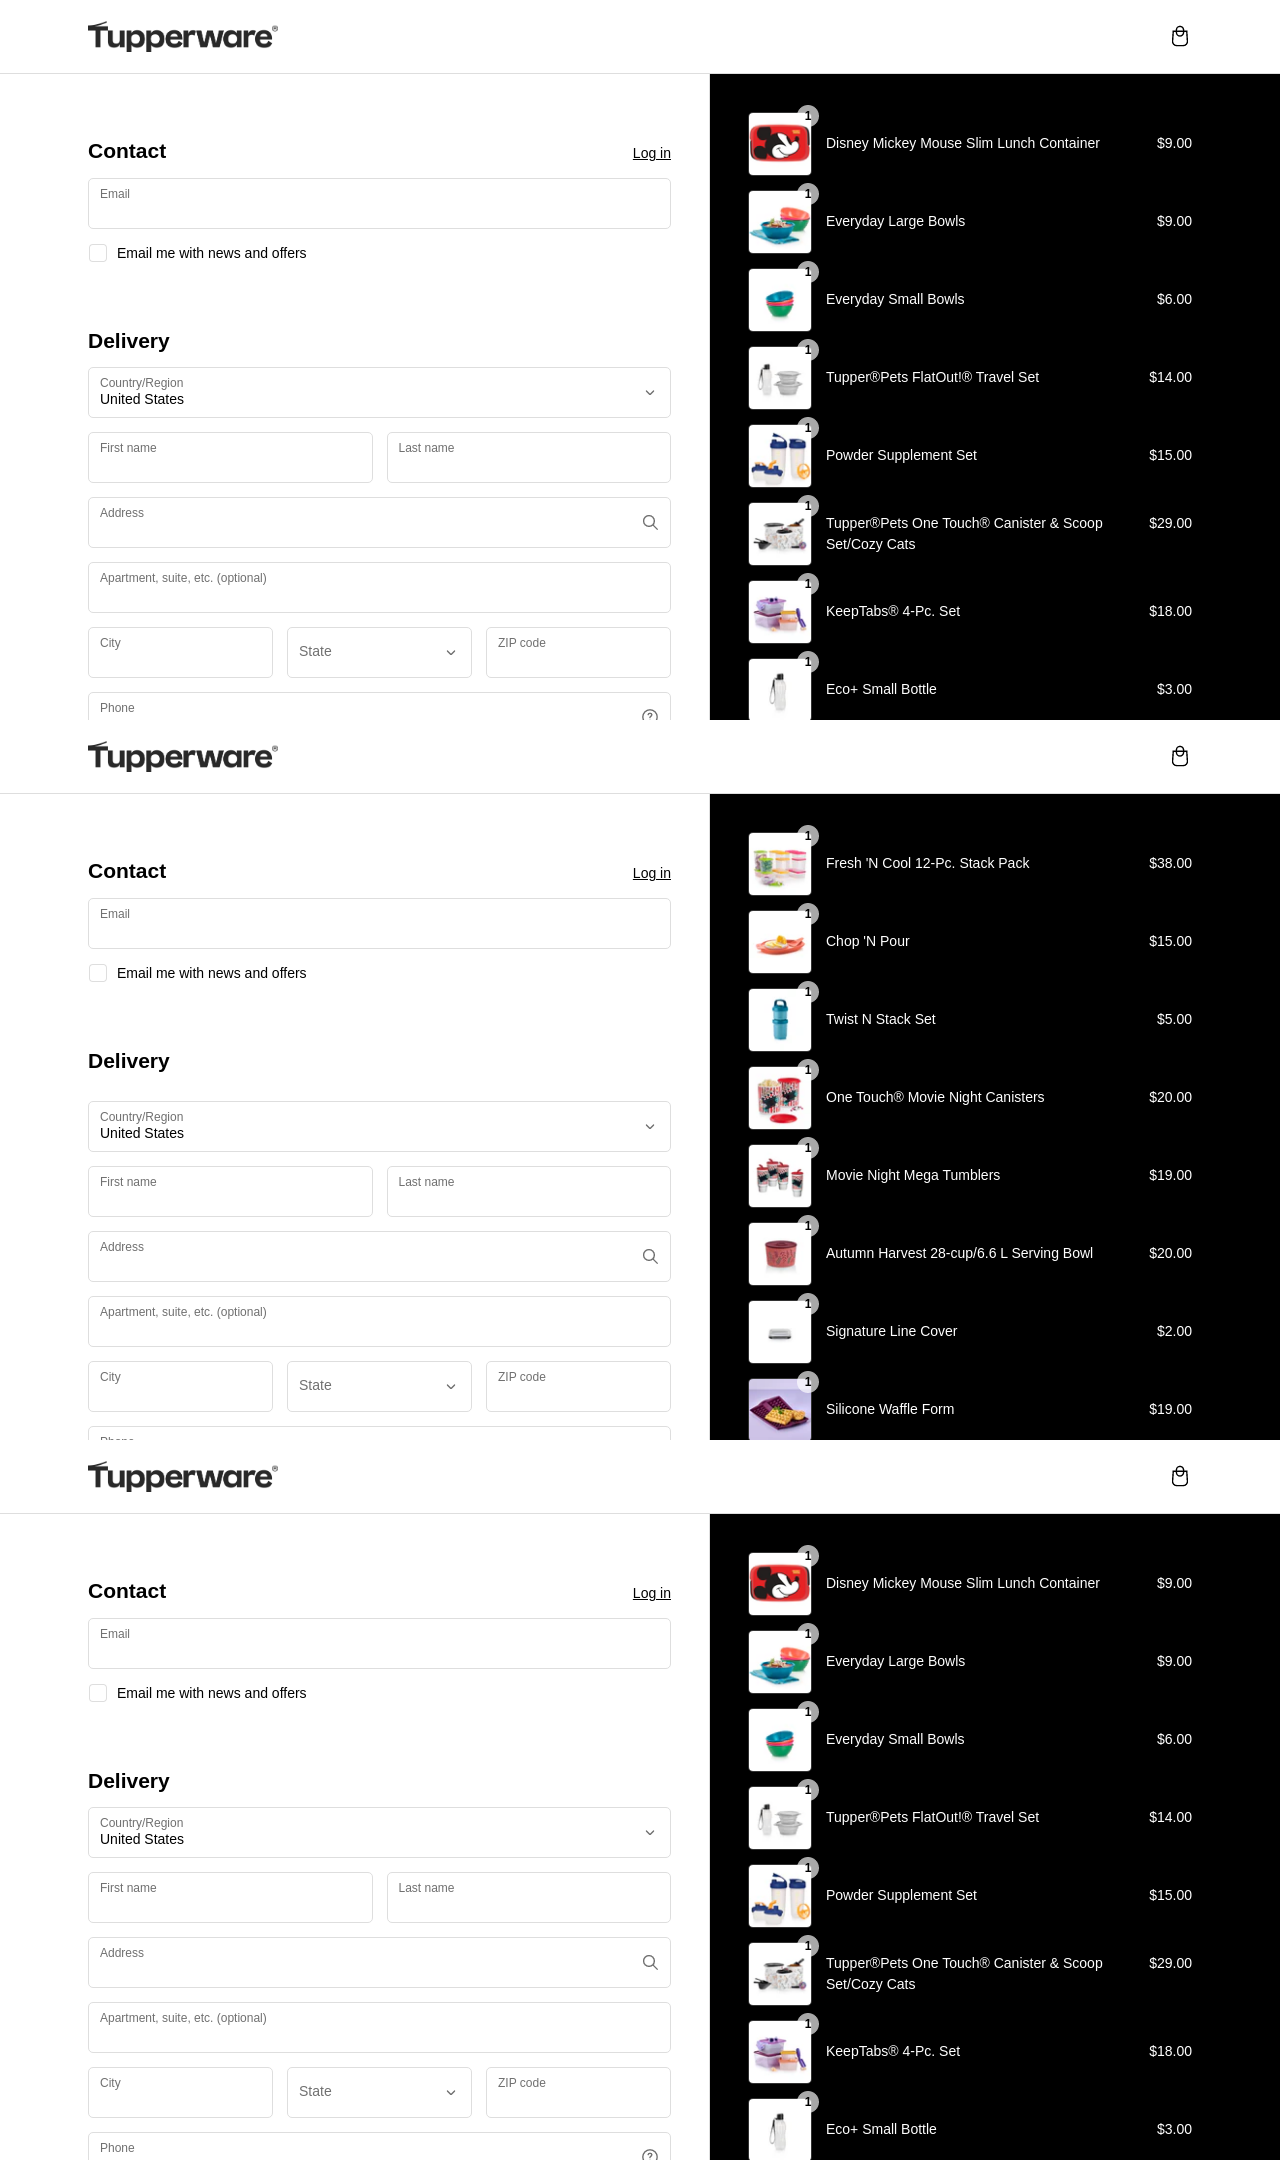 Tupperware®
Contact
Log in
Email
Email me with news and offers
Delivery
Country/Region
United States
First name
Last name
Address
Apartment, suite, etc. (optional)
City
State
ZIP code
Phone
1
Disney Mickey Mouse Slim Lunch Container $9.00
1
Everyday Large Bowls $9.00
1
Everyday Small Bowls $6.00
1
Tupper®Pets FlatOut!® Travel Set $14.00
1
Powder Supplement Set $15.00
1
Tupper®Pets One Touch® Canister & Scoop $29.00
Set/Cozy Cats
1
KeepTabs® 4-Pc. Set $18.00
1
Eco+ Small Bottle $3.00
Tupperware®
Contact
Log in
Email
Email me with news and offers
Delivery
Country/Region
United States
First name
Last name
Address
Apartment, suite, etc. (optional)
City
State
ZIP code
Phone
1
Fresh 'N Cool 12-Pc. Stack Pack $38.00
1
Chop 'N Pour $15.00
1
Twist N Stack Set $5.00
1
One Touch® Movie Night Canisters $20.00
1
Movie Night Mega Tumblers $19.00
1
Autumn Harvest 28-cup/6.6 L Serving Bowl $20.00
1
Signature Line Cover $2.00
1
Silicone Waffle Form $19.00
Tupperware®
Contact
Log in
Email
Email me with news and offers
Delivery
Country/Region
United States
First name
Last name
Address
Apartment, suite, etc. (optional)
City
State
ZIP code
Phone
1
Disney Mickey Mouse Slim Lunch Container $9.00
1
Everyday Large Bowls $9.00
1
Everyday Small Bowls $6.00
1
Tupper®Pets FlatOut!® Travel Set $14.00
1
Powder Supplement Set $15.00
1
Tupper®Pets One Touch® Canister & Scoop $29.00
Set/Cozy Cats
1
KeepTabs® 4-Pc. Set $18.00
1
Eco+ Small Bottle $3.00